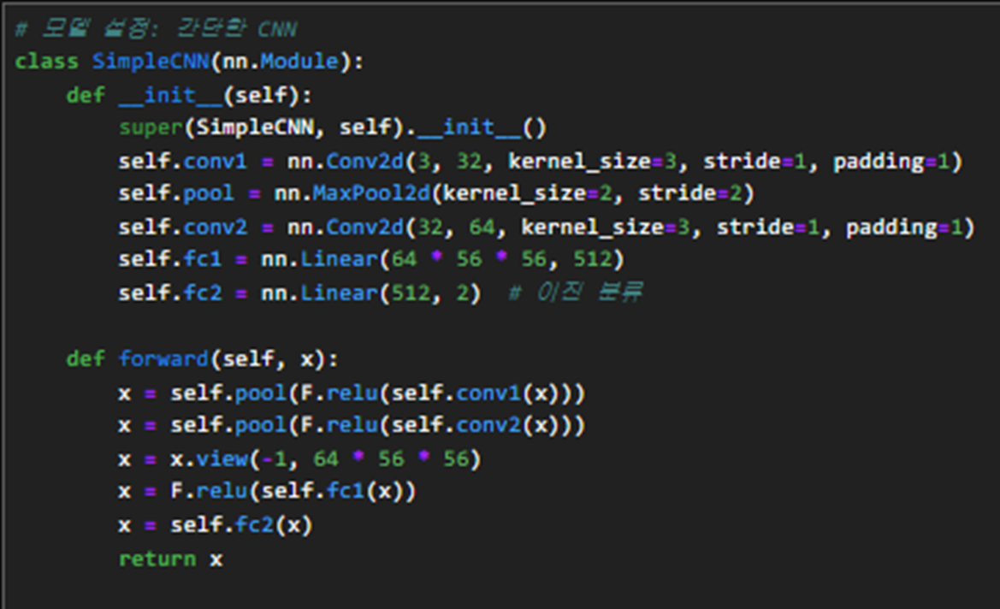 # 모델 설정: 간단한 CNN
class SimpleCNN(nn.Module):
    def __init__(self):
        super(SimpleCNN, self).__init__()
        self.conv1 = nn.Conv2d(3, 32, kernel_size=3, stride=1, padding=1)
        self.pool = nn.MaxPool2d(kernel_size=2, stride=2)
        self.conv2 = nn.Conv2d(32, 64, kernel_size=3, stride=1, padding=1)
        self.fc1 = nn.Linear(64 * 56 * 56, 512)
        self.fc2 = nn.Linear(512, 2)  # 이진 분류
    def forward(self, x):
        x = self.pool(F.relu(self.conv1(x)))
        x = self.pool(F.relu(self.conv2(x)))
        x = x.view(-1, 64 * 56 * 56)
        x = F.relu(self.fc1(x))
        x = self.fc2(x)
        return x